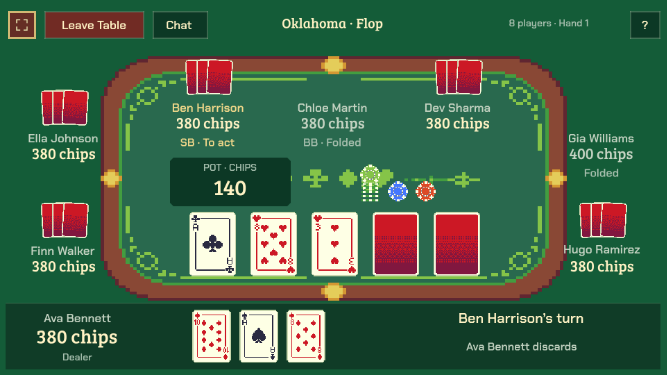 Leave Table
Chat
Oklahoma · Flop
8 players · Hand 1
?
Ben Harrison
380 chips
SB · To act
Chloe Martin
380 chips
BB · Folded
Dev Sharma
380 chips
Ella Johnson
380 chips
Gia Williams
400 chips
Folded
POT · CHIPS
140
A
8
3
Finn Walker
380 chips
Hugo Ramirez
380 chips
Ava Bennett
380 chips
Dealer
10
A
Ben Harrison's turn
Ava Bennett discards